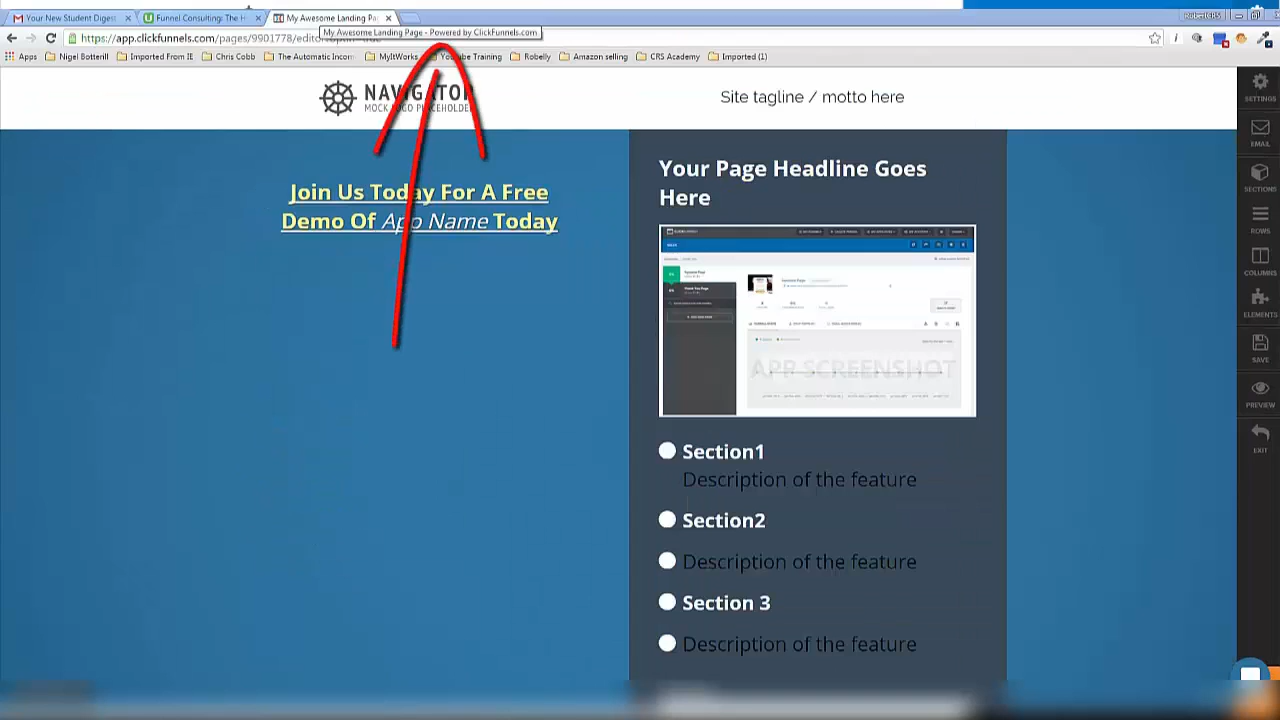 Your New Student Digest
Funnel Consulting: The H
My Awesome Landing Pa
RobertColS
My Awesome Landing Page - Powered by ClickFunnels.com
https://app.clickfunnels.com/pages/9901778/editor
Apps
Nigel Botterill
Imported From IE
Chris Cobb
The Automatic Incom
MyItWorks
Youtube Training
Robelly
Amazon selling
CRS Academy
Imported (1)
NAVIGATOR
MOCK LOGO PLACEHOLDER
Site tagline / motto here
SETTINGS
EMAIL
SECTIONS
ROWS
COLUMNS
ELEMENTS
SAVE
PREVIEW
EXIT
Join Us Today For A Free
Demo Of App Name Today
Your Page Headline Goes
Here
APP SCREENSHOT
Section1
Description of the feature
Section2
Description of the feature
Section 3
Description of the feature